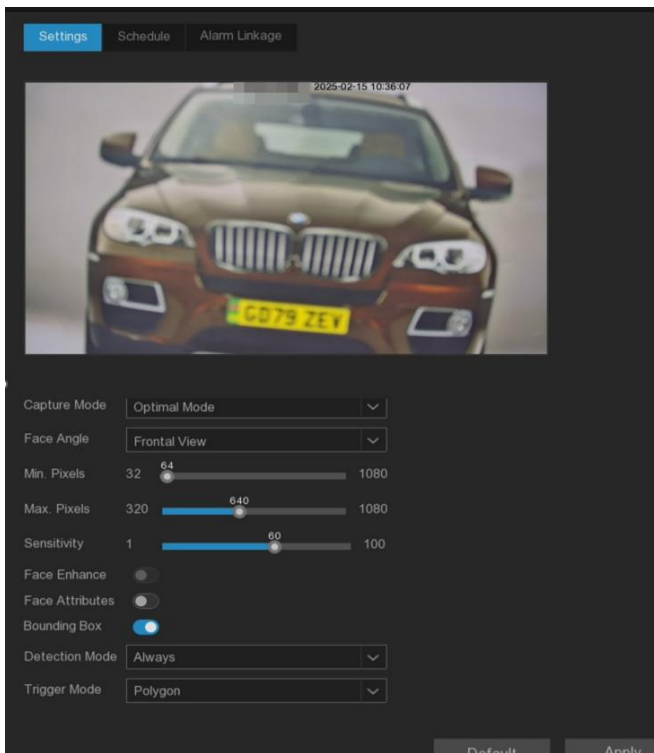 Settings Schedule Alarm Linkage
2025-02-15 10:36:07
GD79 ZEV
Capture Mode Optimal Mode
Face Angle Frontal View
64
Min. Pixels 32 1080
640
Max. Pixels 320 1080
60
Sensitivity 1 100
Face Enhance
Face Attributes
Bounding Box
Detection Mode Always
Trigger Mode Polygon
Default Apply